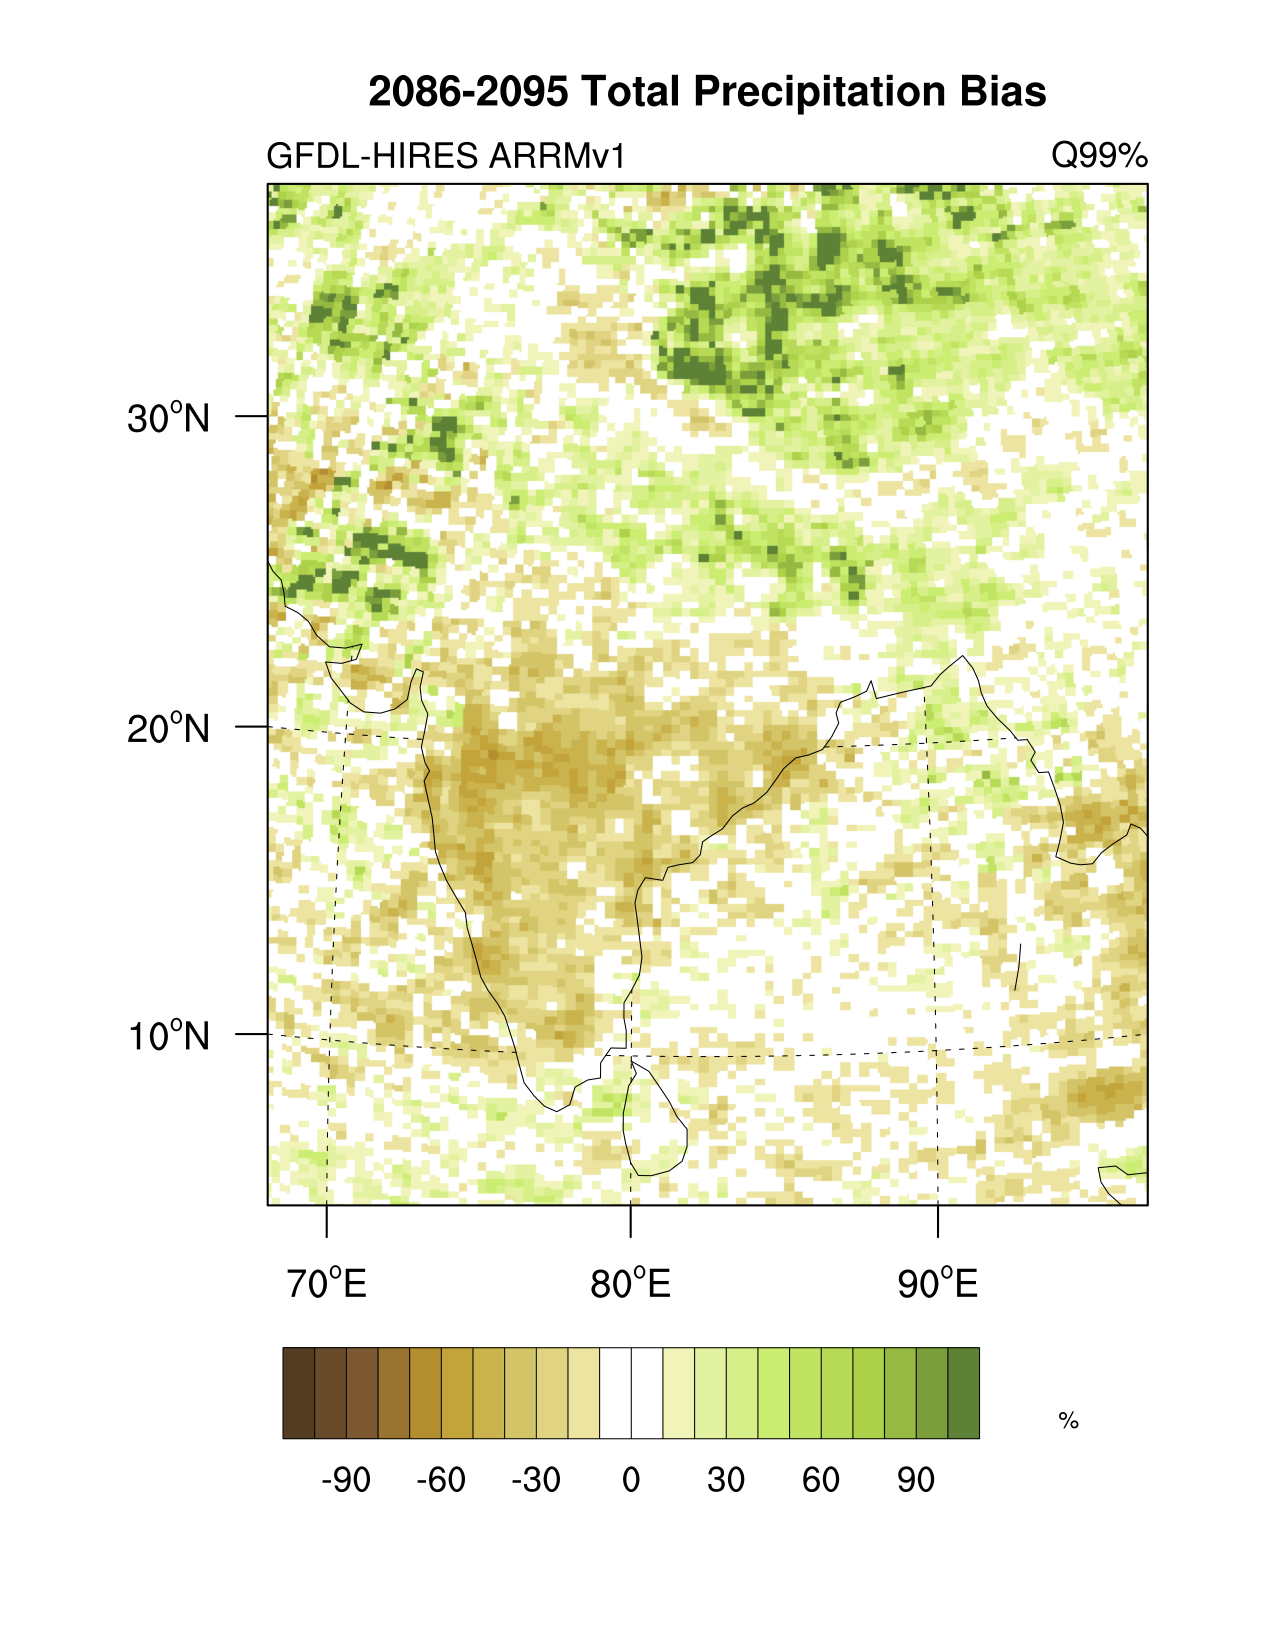 2086-2095 Total Precipitation Bias
GFDL-HIRES ARRMv1 Q99%
30°N
20°N
10°N
70°E 80°E 90°E
%
-90 -60 -30 0 30 60 90